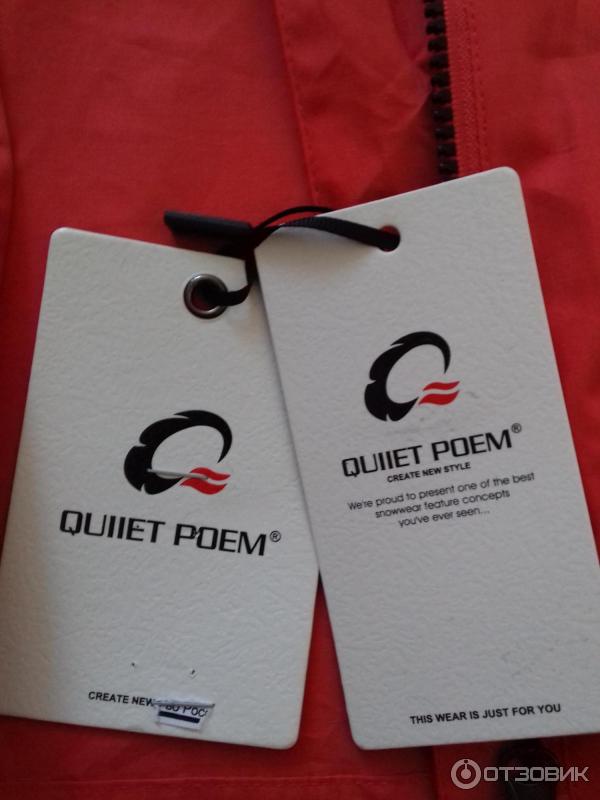 QUIIET POEM®
CREATE NEW
QUIIET POEM®
CREATE NEW STYLE
We're proud to present one of the best
snowwear feature concepts
you've ever seen...
THIS WEAR IS JUST FOR YOU
ОТЗОВИК